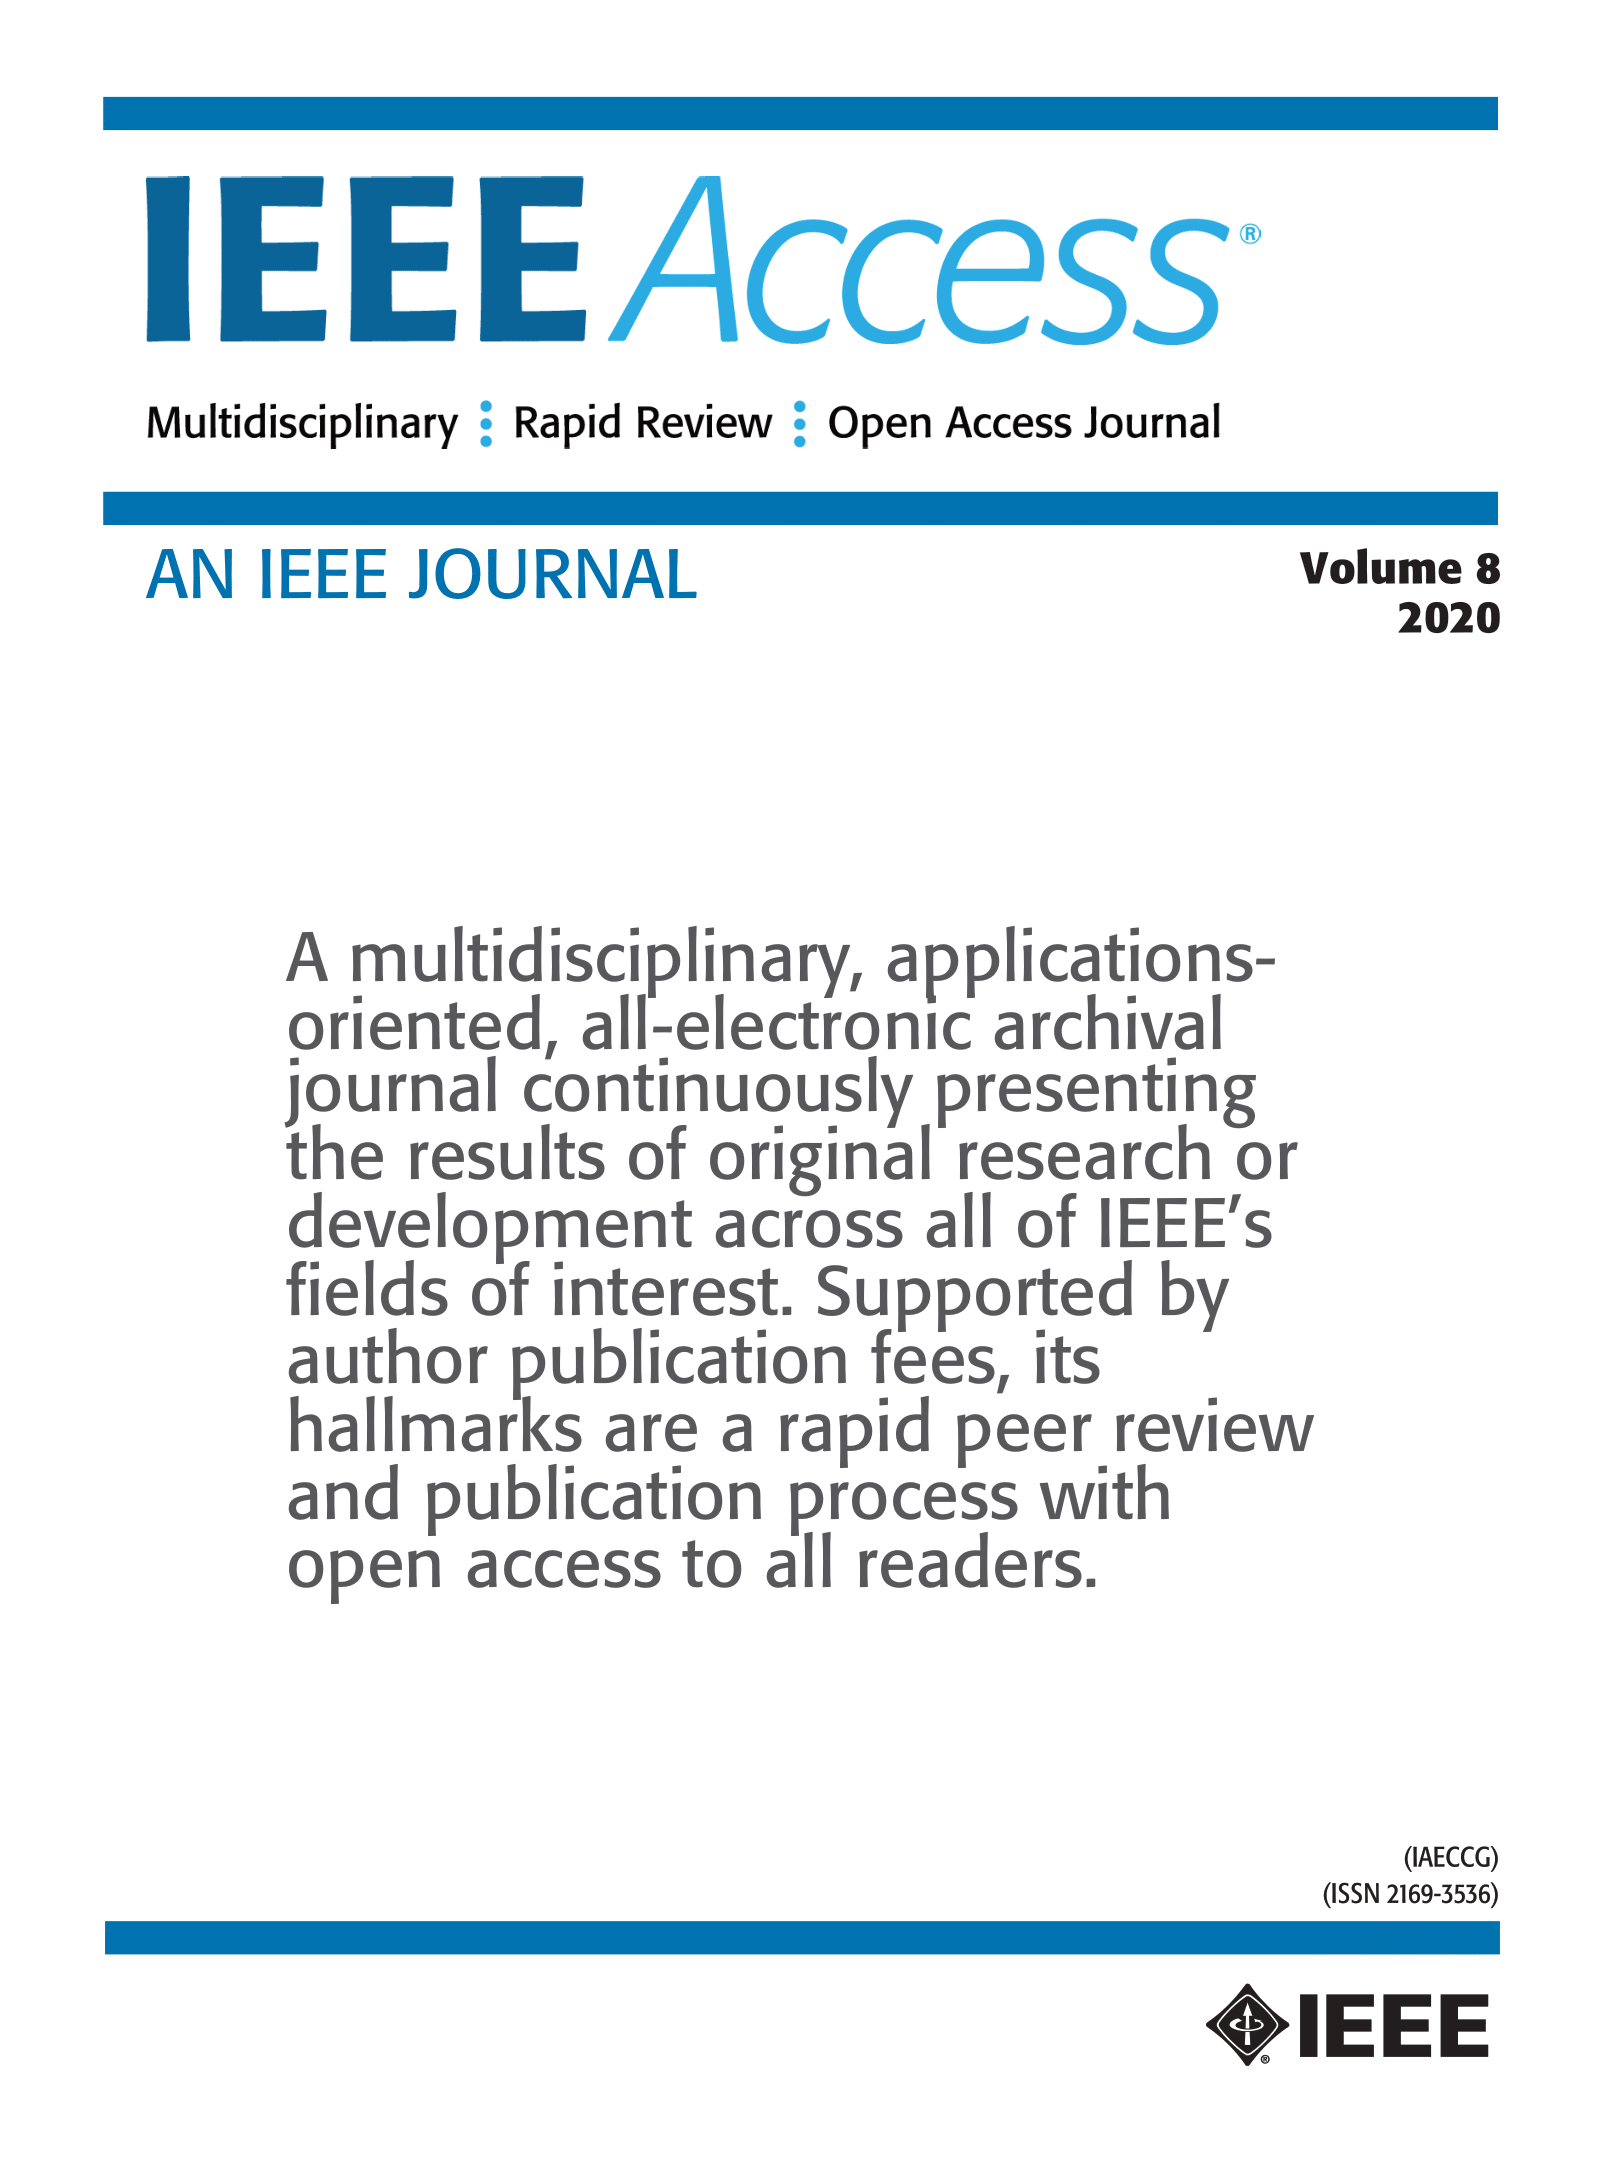 IEEE Access®
Multidisciplinary ⋮ Rapid Review ⋮ Open Access Journal
AN IEEE JOURNAL
Volume 8
2020
A multidisciplinary, applications-
oriented, all-electronic archival
journal continuously presenting
the results of original research or
development across all of IEEE’s
fields of interest. Supported by
author publication fees, its
hallmarks are a rapid peer review
and publication process with
open access to all readers.
(IAECCG)
(ISSN 2169-3536)
IEEE